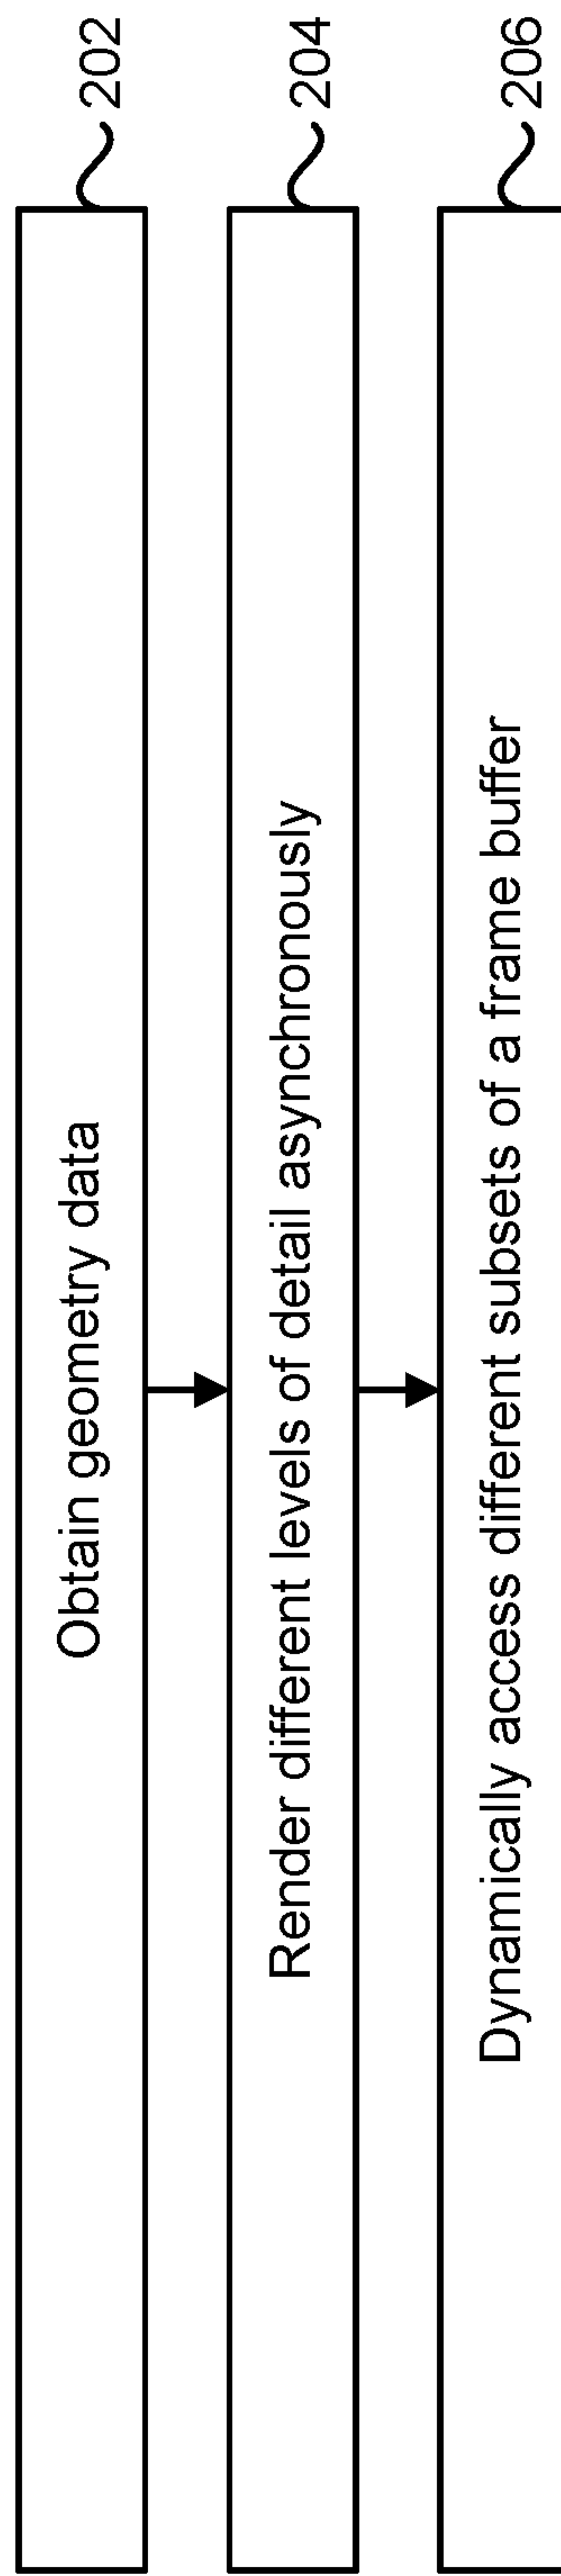 Obtain geometry data
202
Render different levels of detail asynchronously
204
Dynamically access different subsets of a frame buffer
206